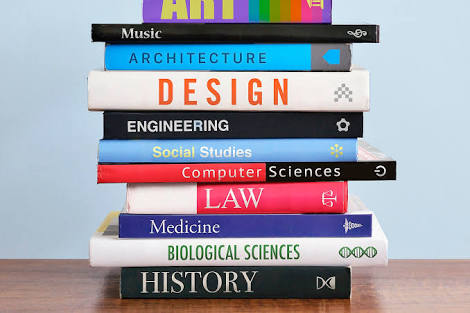 ART
Music
ARCHITECTURE
DESIGN
ENGINEERING
Social Studies
Computer Sciences
LAW
Medicine
BIOLOGICAL SCIENCES
HISTORY